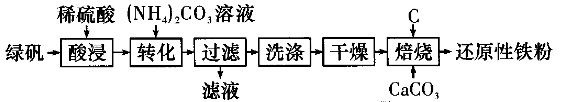 稀硫酸 (NH₄)₂CO₃溶液 C
绿矾 酸浸 转化 过滤 洗涤 干燥 焙烧 还原性铁粉
滤液 CaCO₃